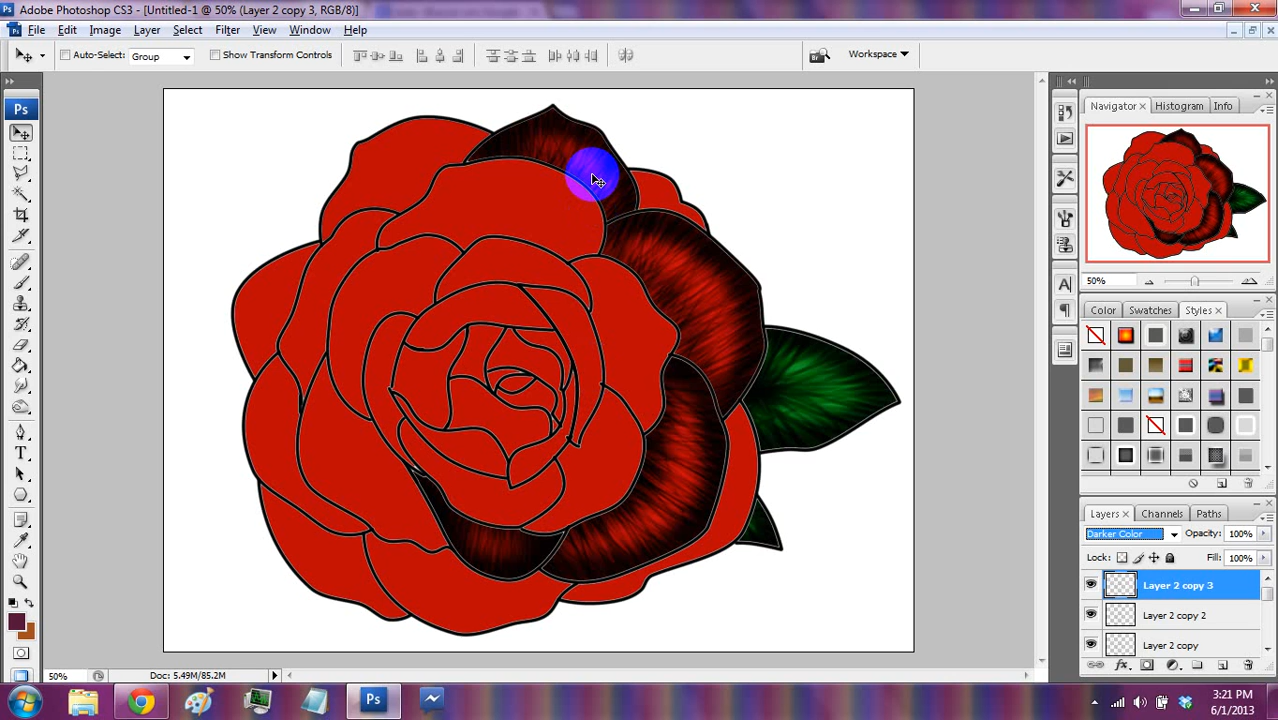 Adobe Photoshop CS3 - [Untitled-1 @ 50% (Layer 2 copy 3, RGB/8)]
File Edit Image Layer Select Filter View Window Help
Auto-Select: Group Show Transform Controls Br Workspace
Ps
Navigator × Histogram Info
50%
Color Swatches Styles ×
Layers × Channels Paths
Darker Color Opacity: 100%
Lock: Fill: 100%
Layer 2 copy 3
Layer 2 copy 2
Layer 2 copy
T
A
50% Doc: 5.49M/85.2M
Ps
3:21 PM
6/1/2013